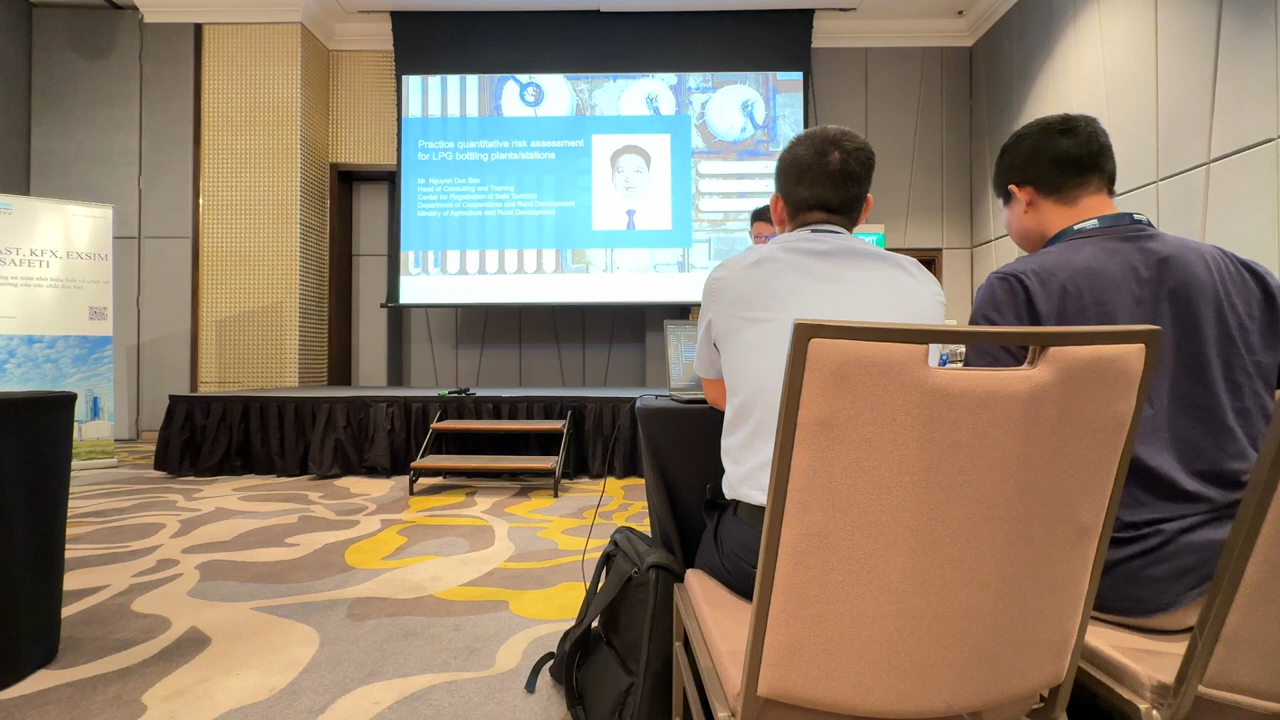 Practice quantitative risk assessment
for LPG bottling plants/stations
Mr. Nguyen Duc Ban
Head of Consulting and Training
Center for Registration of Safe Technics
Department of Cooperatives and Rural Development
Ministry of Agriculture and Rural Development
DNV
AST, KFX, EXSIM
SAFETI